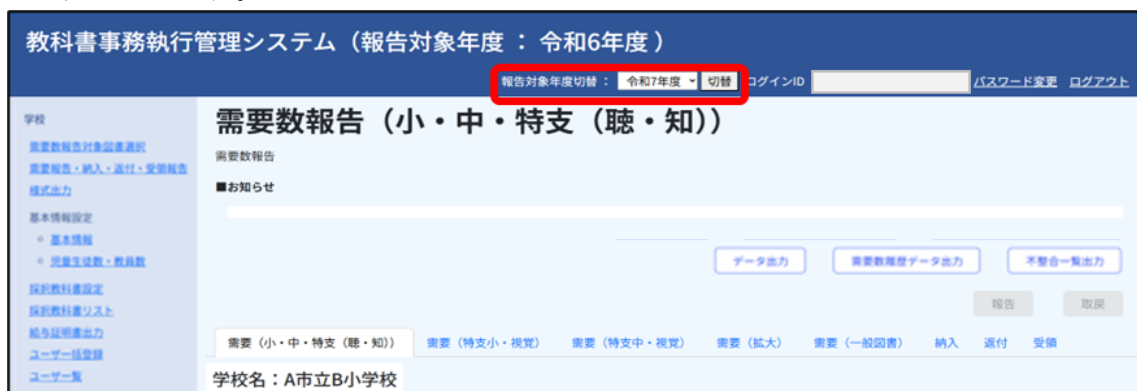 教科書事務執行管理システム（報告対象年度 ： 令和6年度 ）
報告対象年度切替 ： 令和7年度 切替 ログインID パスワード変更 ログアウト
学校
需要数報告対象図書選択
需要報告・納入・返付・受領報告
様式出力
基本情報設定
基本情報
児童生徒数・教員数
採択教科書設定
採択教科書リスト
給与証明書出力
ユーザー括登録
ユーザー覧
需要数報告（小・中・特支（聴・知））
需要数報告
■お知らせ
データ出力 需要数履歴データ出力 不整合一覧出力
報告 取戻
需要（小・中・特支（聴・知）） 需要（特支小・視覚） 需要（特支中・視覚） 需要（拡大） 需要（一般図書） 納入 返付 受領
学校名：A市立B小学校